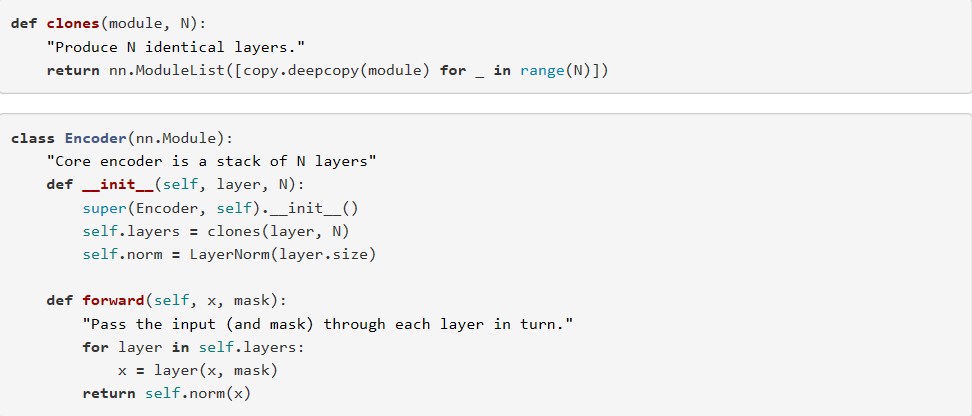 def clones(module, N):
    "Produce N identical layers."
    return nn.ModuleList([copy.deepcopy(module) for _ in range(N)])
class Encoder(nn.Module):
    "Core encoder is a stack of N layers"
    def __init__(self, layer, N):
        super(Encoder, self).__init__()
        self.layers = clones(layer, N)
        self.norm = LayerNorm(layer.size)
    def forward(self, x, mask):
        "Pass the input (and mask) through each layer in turn."
        for layer in self.layers:
            x = layer(x, mask)
        return self.norm(x)